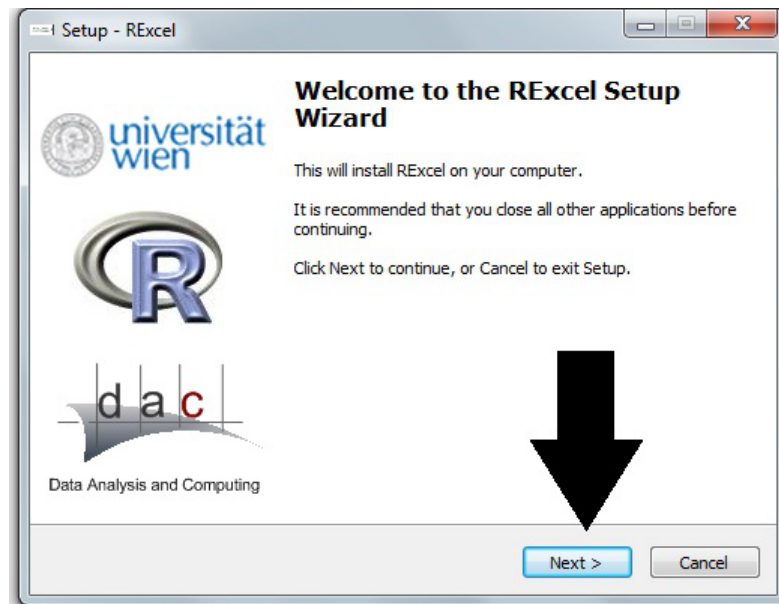 Setup - RExcel
universität
wien
Welcome to the RExcel Setup
Wizard
This will install RExcel on your computer.
It is recommended that you close all other applications before
continuing.
Click Next to continue, or Cancel to exit Setup.
R
d a c
Data Analysis and Computing
Next >
Cancel